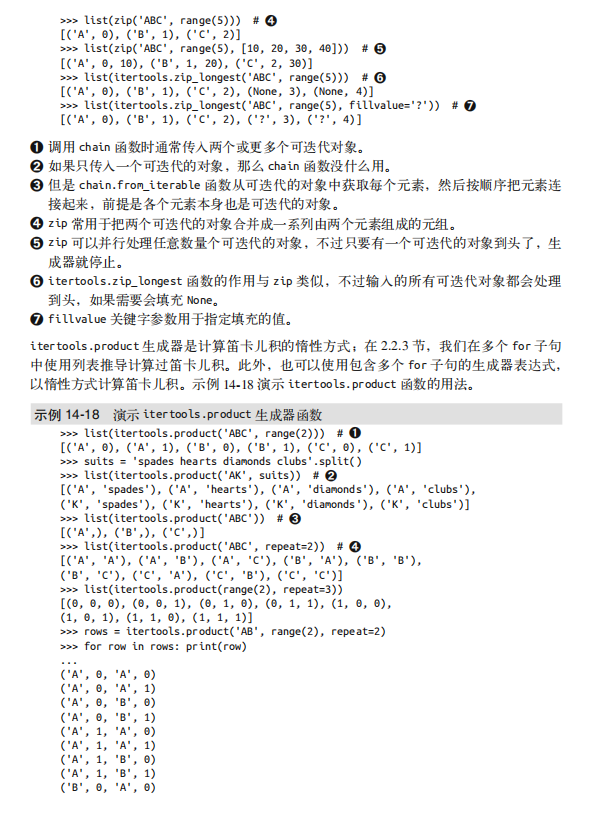 >>> list(zip('ABC', range(5)))  # ❹
[('A', 0), ('B', 1), ('C', 2)]
>>> list(zip('ABC', range(5), [10, 20, 30, 40]))  # ❺
[('A', 0, 10), ('B', 1, 20), ('C', 2, 30)]
>>> list(itertools.zip_longest('ABC', range(5)))  # ❻
[('A', 0), ('B', 1), ('C', 2), (None, 3), (None, 4)]
>>> list(itertools.zip_longest('ABC', range(5), fillvalue='?'))  # ❼
[('A', 0), ('B', 1), ('C', 2), ('?', 3), ('?', 4)]
❶ 调用 chain 函数时通常传入两个或更多个可迭代对象。
❷ 如果只传入一个可迭代的对象，那么 chain 函数没什么用。
❸ 但是 chain.from_iterable 函数从可迭代的对象中获取每个元素，然后按顺序把元素连
接起来，前提是各个元素本身也是可迭代的对象。
❹ zip 常用于把两个可迭代的对象合并成一系列由两个元素组成的元组。
❺ zip 可以并行处理任意数量个可迭代的对象，不过只要有一个可迭代的对象到头了，生
成器就停止。
❻ itertools.zip_longest 函数的作用与 zip 类似，不过输入的所有可迭代对象都会处理
到头，如果需要会填充 None。
❼ fillvalue 关键字参数用于指定填充的值。
itertools.product 生成器是计算笛卡儿积的惰性方式；在 2.2.3 节，我们在多个 for 子句
中使用列表推导计算过笛卡儿积。此外，也可以使用包含多个 for 子句的生成器表达式，
以惰性方式计算笛卡儿积。示例 14-18 演示 itertools.product 函数的用法。
示例 14-18 演示 itertools.product 生成器函数
>>> list(itertools.product('ABC', range(2)))  # ❶
[('A', 0), ('A', 1), ('B', 0), ('B', 1), ('C', 0), ('C', 1)]
>>> suits = 'spades hearts diamonds clubs'.split()
>>> list(itertools.product('AK', suits))  # ❷
[('A', 'spades'), ('A', 'hearts'), ('A', 'diamonds'), ('A', 'clubs'),
('K', 'spades'), ('K', 'hearts'), ('K', 'diamonds'), ('K', 'clubs')]
>>> list(itertools.product('ABC'))  # ❸
[('A',), ('B',), ('C',)]
>>> list(itertools.product('ABC', repeat=2))  # ❹
[('A', 'A'), ('A', 'B'), ('A', 'C'), ('B', 'A'), ('B', 'B'),
('B', 'C'), ('C', 'A'), ('C', 'B'), ('C', 'C')]
>>> list(itertools.product(range(2), repeat=3))
[(0, 0, 0), (0, 0, 1), (0, 1, 0), (0, 1, 1), (1, 0, 0),
(1, 0, 1), (1, 1, 0), (1, 1, 1)]
>>> rows = itertools.product('AB', range(2), repeat=2)
>>> for row in rows: print(row)
...
('A', 0, 'A', 0)
('A', 0, 'A', 1)
('A', 0, 'B', 0)
('A', 0, 'B', 1)
('A', 1, 'A', 0)
('A', 1, 'A', 1)
('A', 1, 'B', 0)
('A', 1, 'B', 1)
('B', 0, 'A', 0)